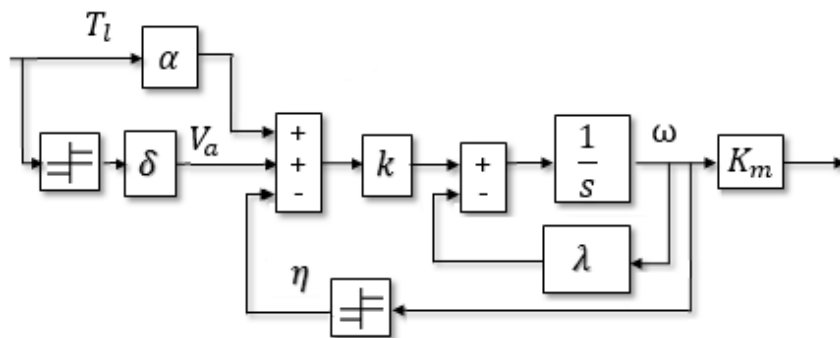 T_l
α
+
+
-
δ
V_a
k
+
-
1
s
ω
K_m
λ
η